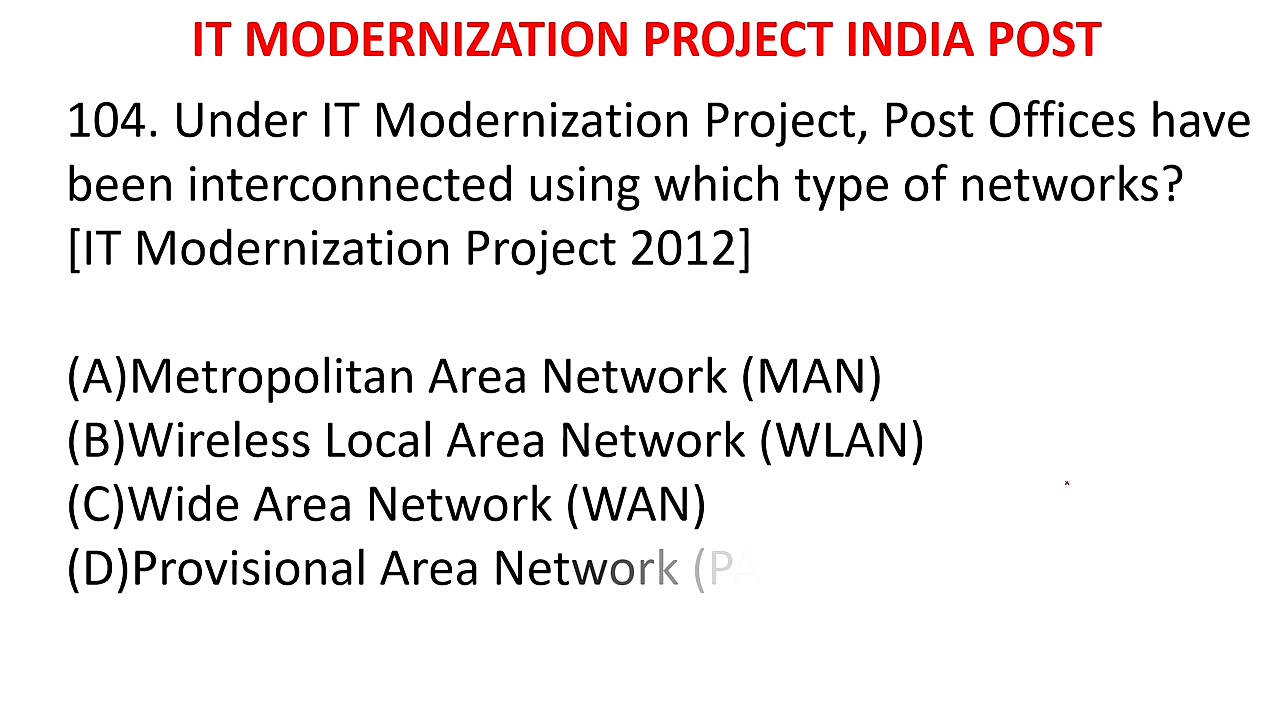 IT MODERNIZATION PROJECT INDIA POST
104. Under IT Modernization Project, Post Offices have
been interconnected using which type of networks?
[IT Modernization Project 2012]
(A)Metropolitan Area Network (MAN)
(B)Wireless Local Area Network (WLAN)
(C)Wide Area Network (WAN)
(D)Provisional Area Network (PA